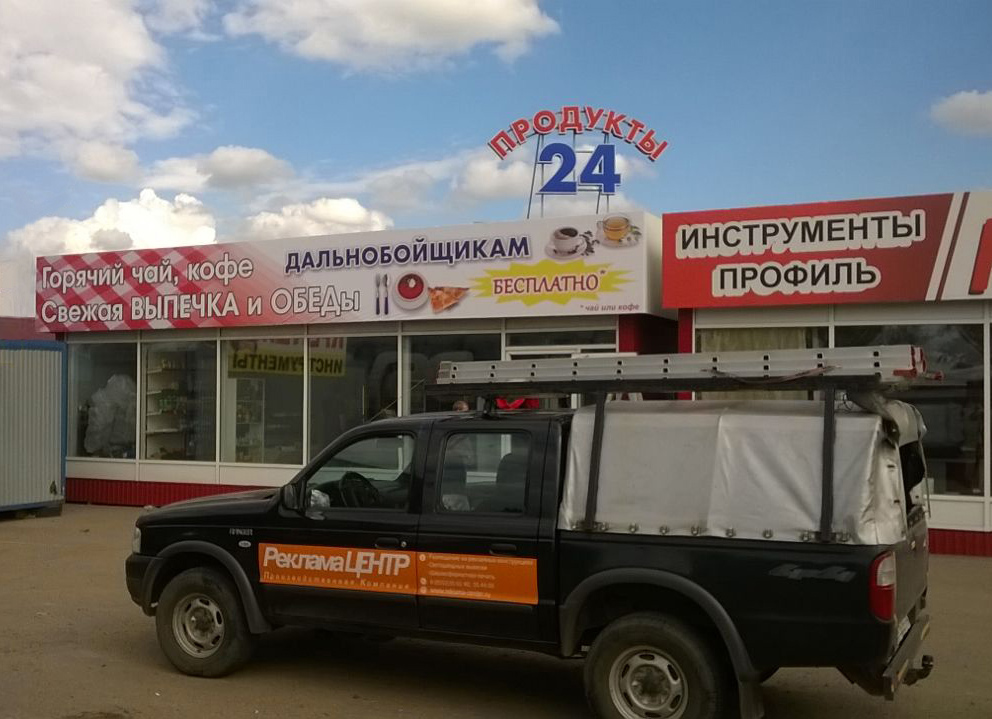 ПРОДУКТЫ
24
Горячий чай, кофе
Свежая ВЫПЕЧКА и ОБЕДы
ДАЛЬНОБОЙЩИКАМ
БЕСПЛАТНО*
*чай или кофе
ИНСТРУМЕНТЫ
ПРОФИЛЬ
ИНСТРУМЕНТЫ
РекламаЦЕНТР
Производственная Компания
4x4